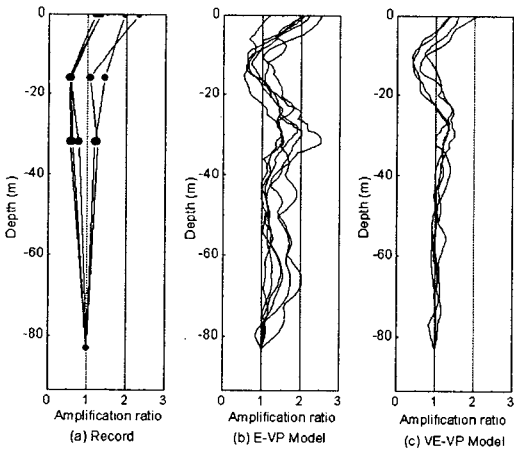 0
-20
-40
-60
-80
Depth (m)
0 1 2 3
Amplification ratio
(a) Record
0
-20
-40
-60
-80
Depth (m)
0 1 2 3
Amplification ratio
(b) E-VP Model
0
-20
-40
-60
-80
Depth (m)
0 1 2 3
Amplification ratio
(c) VE-VP Model